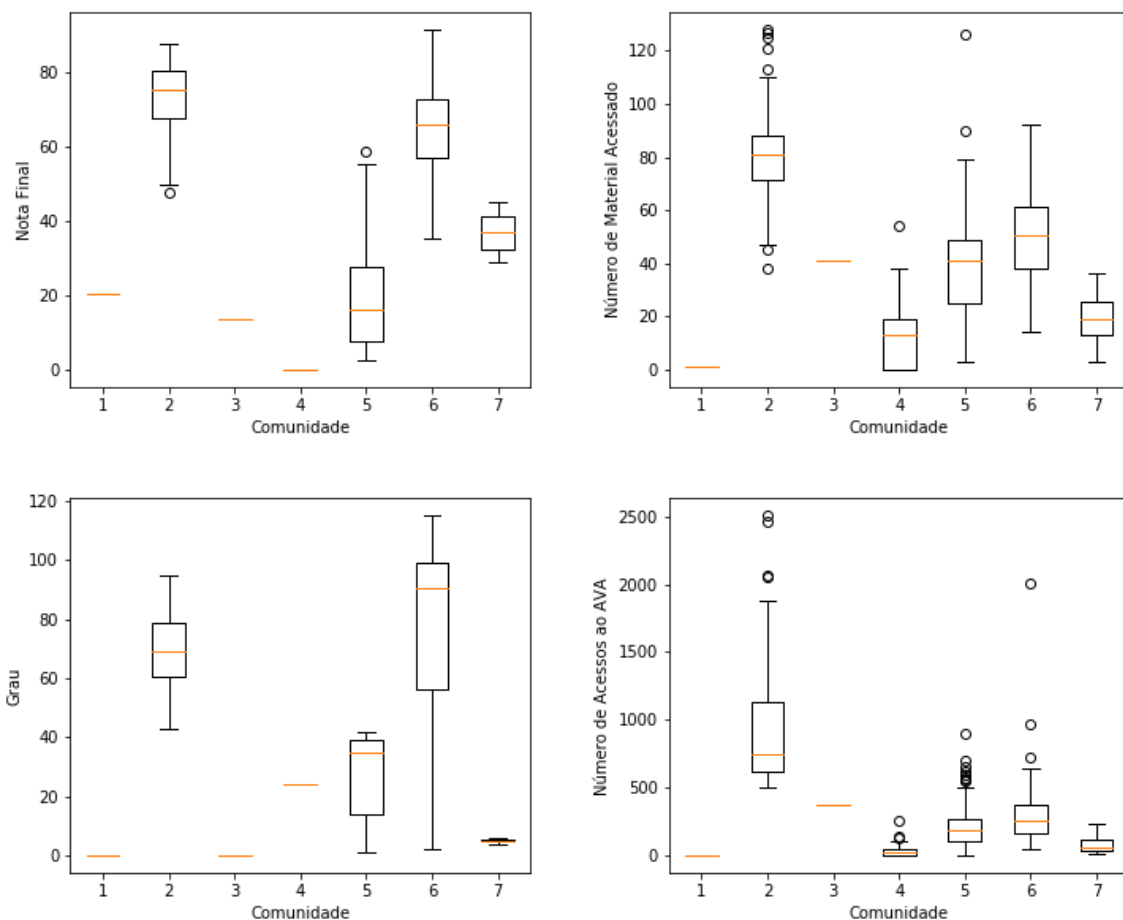 80
60
40
20
0
Nota Final
1 2 3 4 5 6 7
Comunidade
120
100
80
60
40
20
0
Número de Material Acessado
1 2 3 4 5 6 7
Comunidade
120
100
80
60
40
20
0
Grau
1 2 3 4 5 6 7
Comunidade
2500
2000
1500
1000
500
0
Número de Acessos ao AVA
1 2 3 4 5 6 7
Comunidade